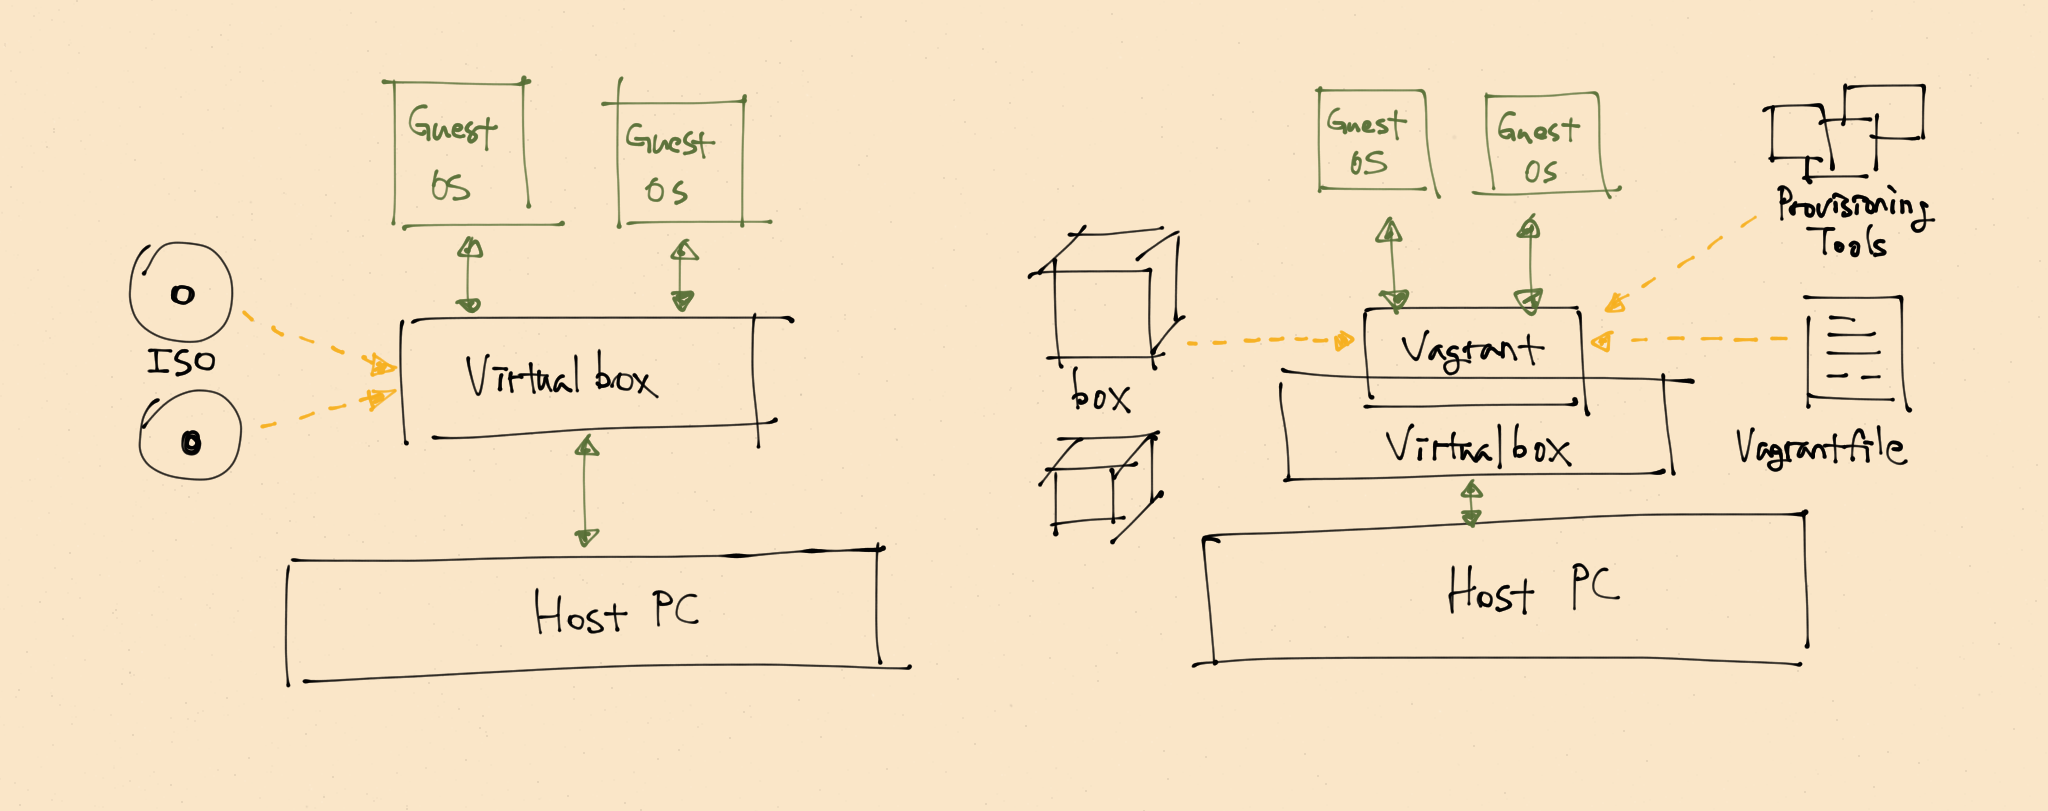 Guest
OS
Guest
OS
ISO
Virtual box
Host PC
Guest
OS
Guest
OS
Provisioning
Tools
box
Vagrant
Virtual box
Vagrantfile
Host PC